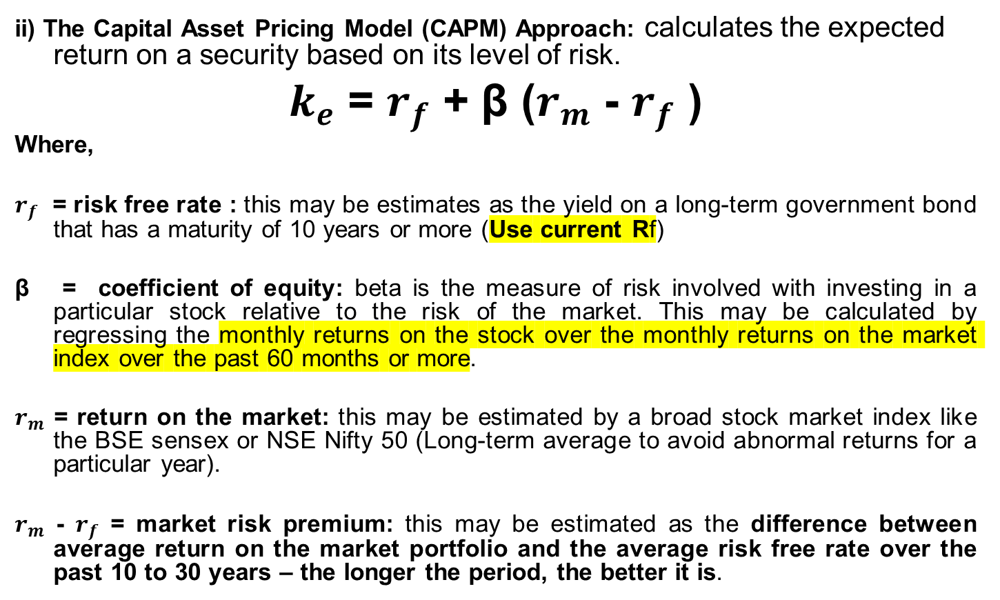 ii) The Capital Asset Pricing Model (CAPM) Approach: calculates the expected
return on a security based on its level of risk.
k_e = r_f + β (r_m - r_f )
Where,
r_f = risk free rate : this may be estimates as the yield on a long-term government bond
that has a maturity of 10 years or more (Use current Rf)
β = coefficient of equity: beta is the measure of risk involved with investing in a
particular stock relative to the risk of the market. This may be calculated by
regressing the monthly returns on the stock over the monthly returns on the market
index over the past 60 months or more.
r_m = return on the market: this may be estimated by a broad stock market index like
the BSE sensex or NSE Nifty 50 (Long-term average to avoid abnormal returns for a
particular year).
r_m - r_f = market risk premium: this may be estimated as the difference between
average return on the market portfolio and the average risk free rate over the
past 10 to 30 years – the longer the period, the better it is.